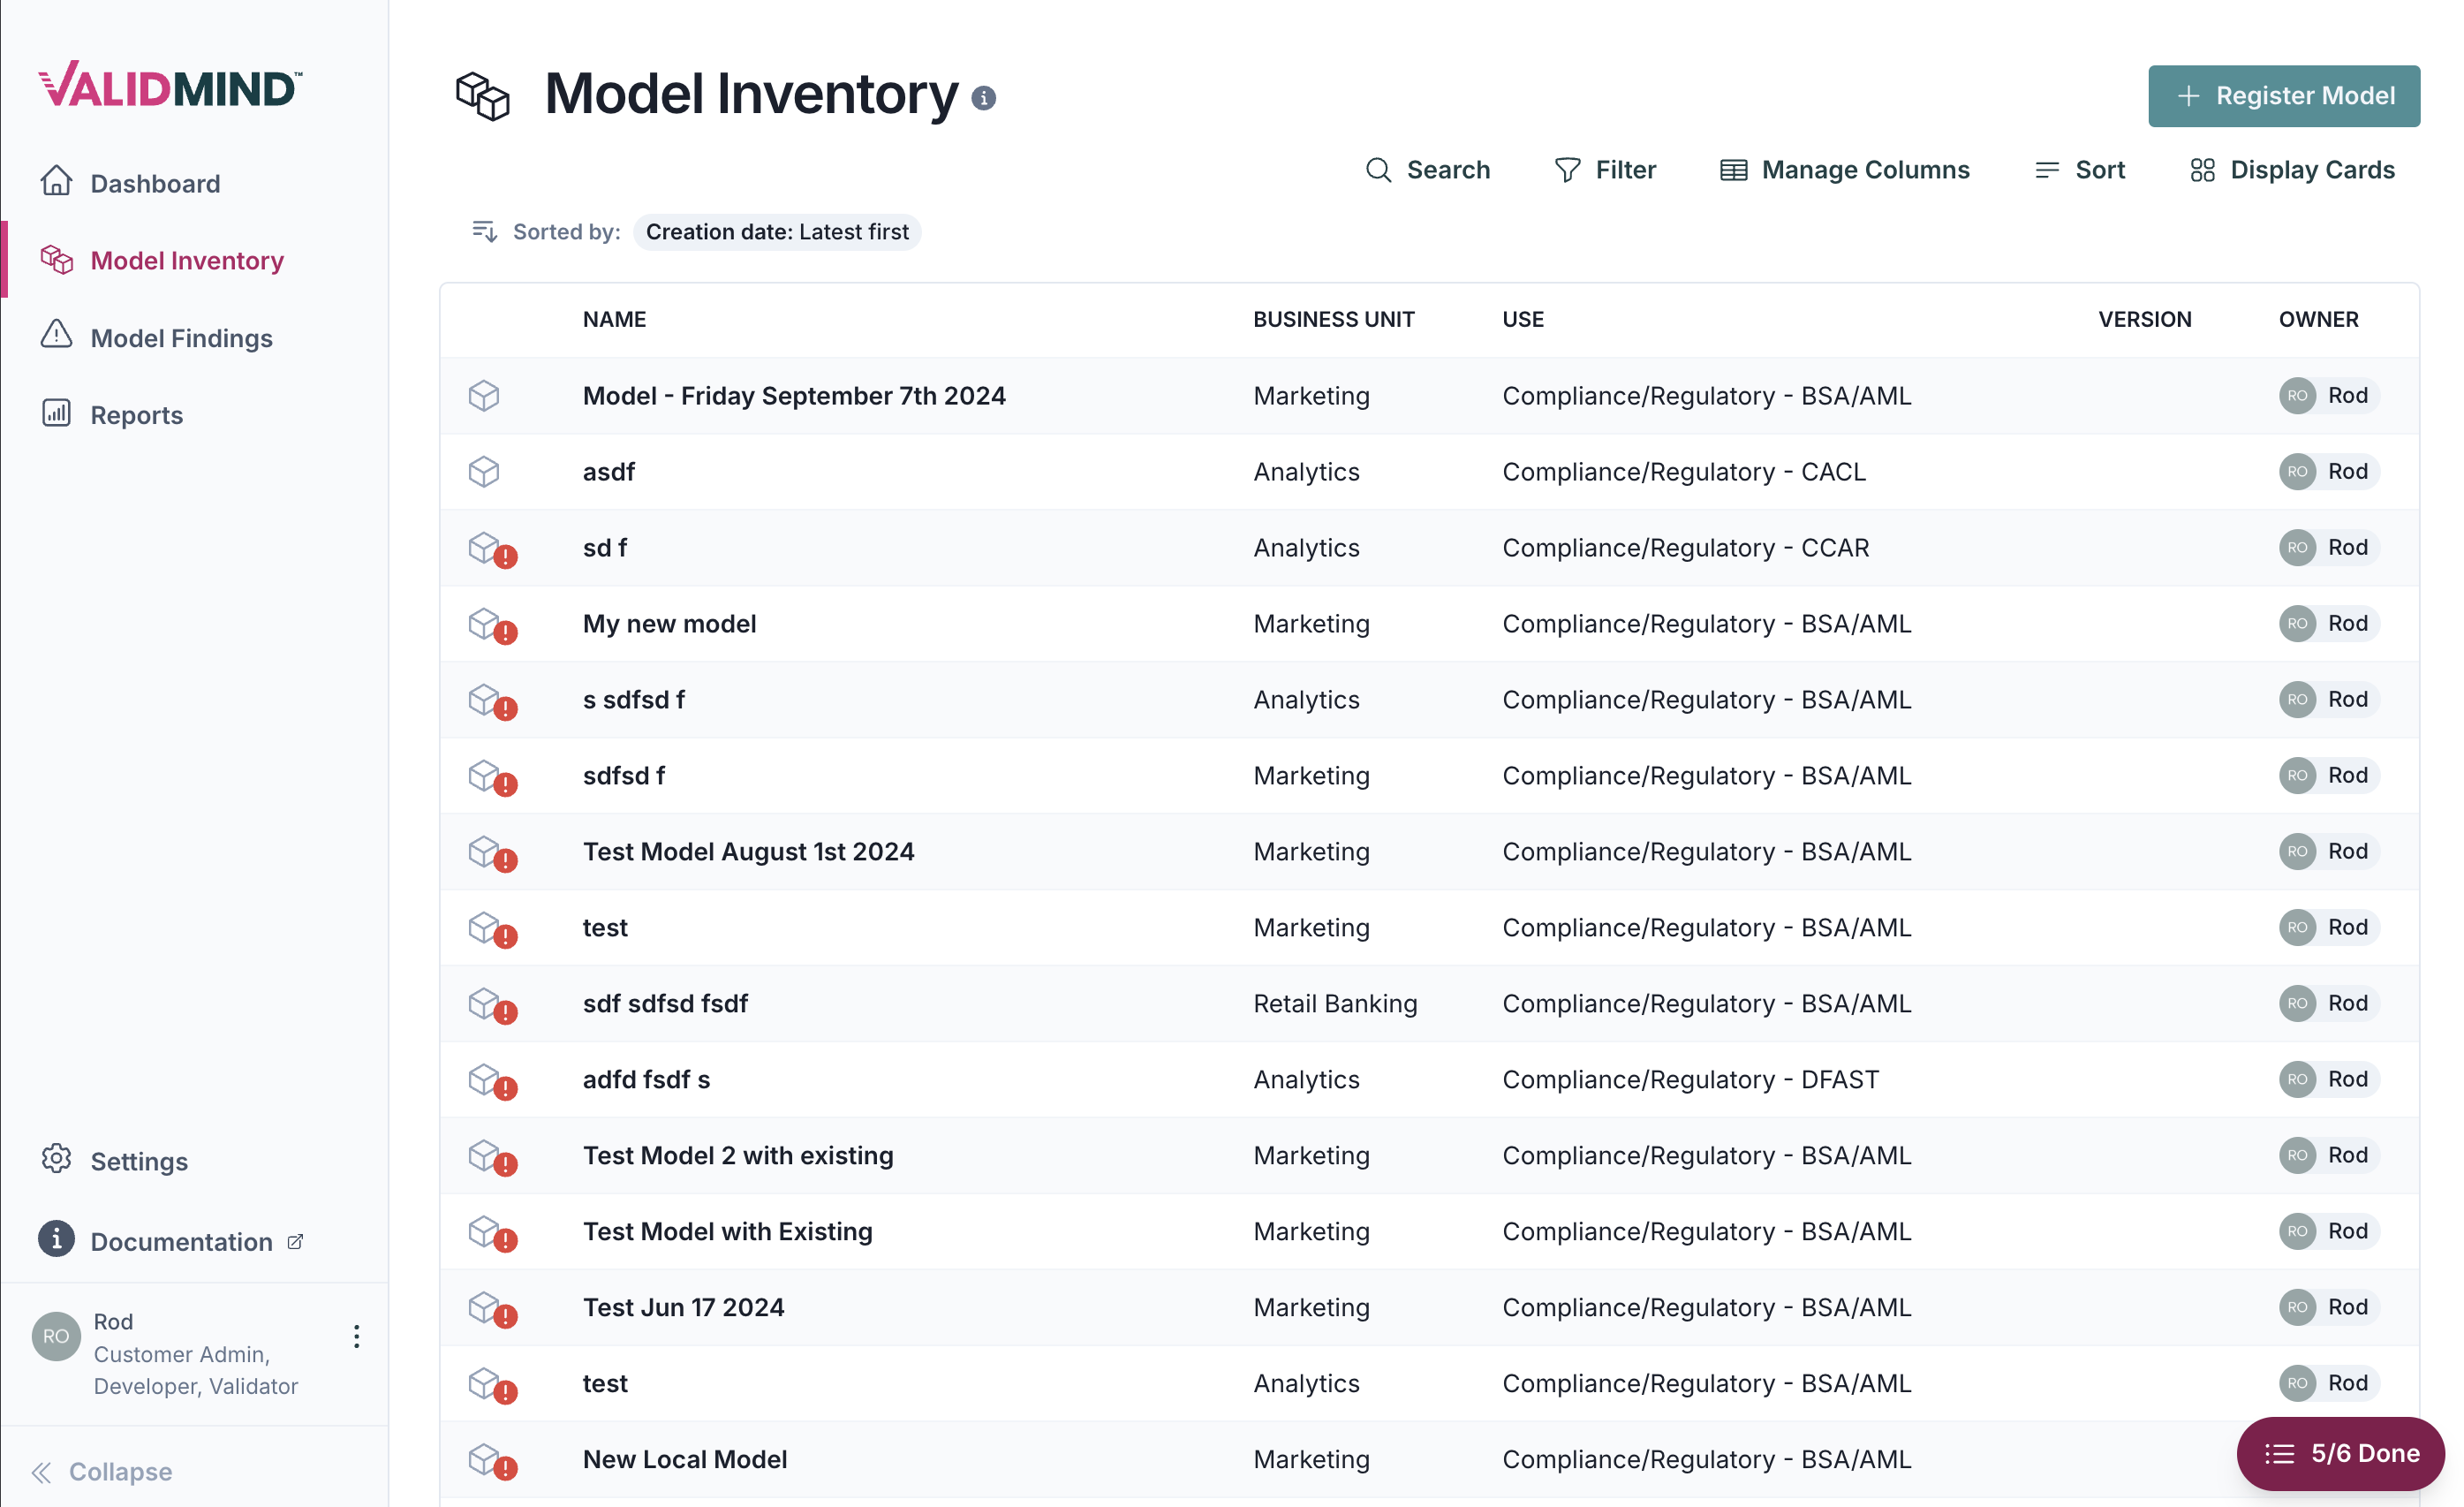 VALIDMIND™
Dashboard
Model Inventory
Model Findings
Reports
Settings
Documentation
RO
Rod
Customer Admin,
Developer, Validator
Collapse
Model Inventory
+ Register Model
Search Filter Manage Columns Sort Display Cards
Sorted by: Creation date: Latest first
NAME BUSINESS UNIT USE VERSION OWNER
Model - Friday September 7th 2024 Marketing Compliance/Regulatory - BSA/AML RO Rod
asdf Analytics Compliance/Regulatory - CACL RO Rod
sd f Analytics Compliance/Regulatory - CCAR RO Rod
My new model Marketing Compliance/Regulatory - BSA/AML RO Rod
s sdfsd f Analytics Compliance/Regulatory - BSA/AML RO Rod
sdfsd f Marketing Compliance/Regulatory - BSA/AML RO Rod
Test Model August 1st 2024 Marketing Compliance/Regulatory - BSA/AML RO Rod
test Marketing Compliance/Regulatory - BSA/AML RO Rod
sdf sdfsd fsdf Retail Banking Compliance/Regulatory - BSA/AML RO Rod
adfd fsdf s Analytics Compliance/Regulatory - DFAST RO Rod
Test Model 2 with existing Marketing Compliance/Regulatory - BSA/AML RO Rod
Test Model with Existing Marketing Compliance/Regulatory - BSA/AML RO Rod
Test Jun 17 2024 Marketing Compliance/Regulatory - BSA/AML RO Rod
test Analytics Compliance/Regulatory - BSA/AML RO Rod
New Local Model Marketing Compliance/Regulatory - BSA/AML
5/6 Done